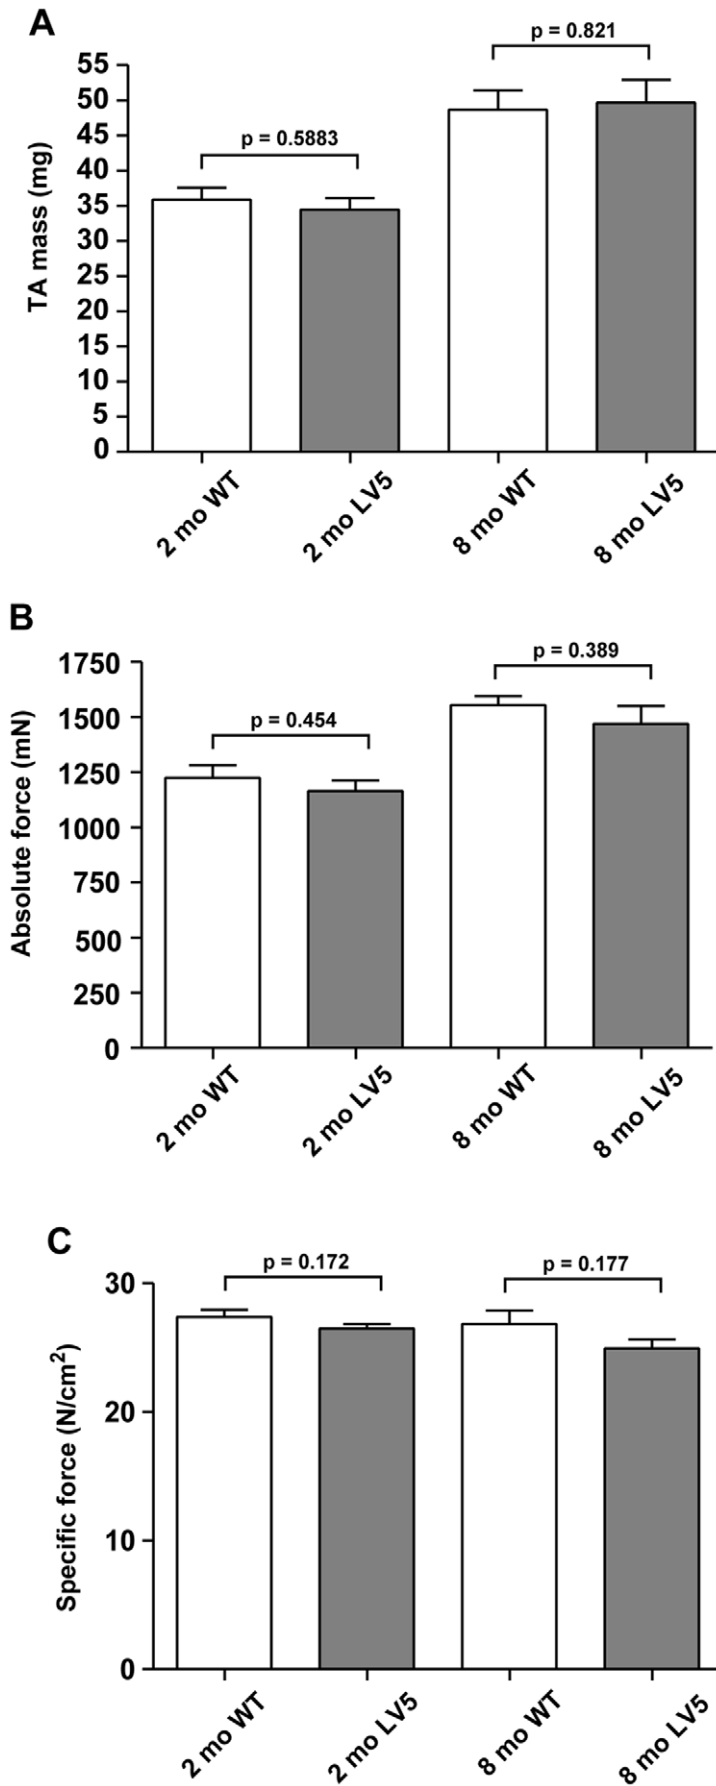 A
p = 0.821
p = 0.5883
TA mass (mg)
55
50
45
40
35
30
25
20
15
10
5
0
2 mo WT
2 mo LV5
8 mo WT
8 mo LV5
B
p = 0.389
p = 0.454
Absolute force (mN)
1750
1500
1250
1000
750
500
250
0
2 mo WT
2 mo LV5
8 mo WT
8 mo LV5
C
p = 0.172
p = 0.177
Specific force (N/cm²)
30
20
10
0
2 mo WT
2 mo LV5
8 mo WT
8 mo LV5